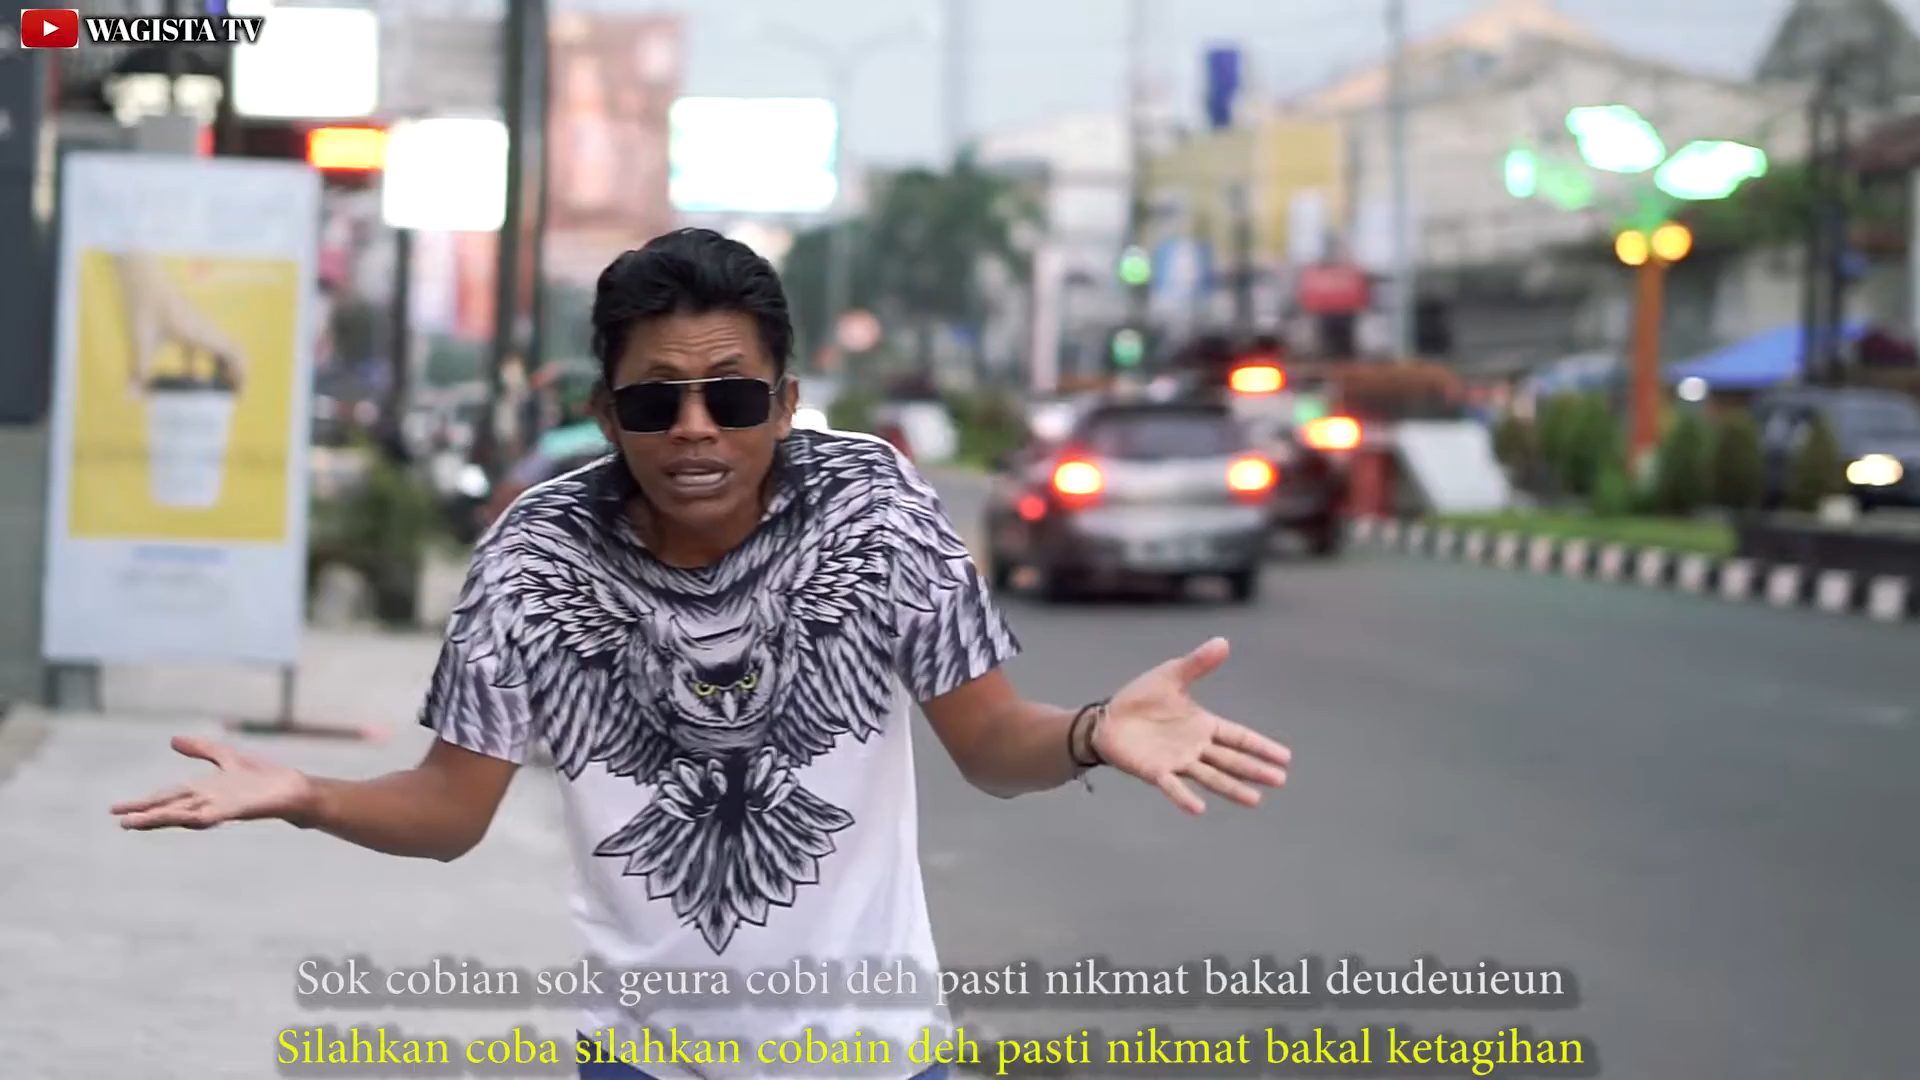 WAGISTA TV
Sok cobian sok geura cobi deh pasti nikmat bakal deudeuieun
Silahkan coba silahkan cobain deh pasti nikmat bakal ketagihan